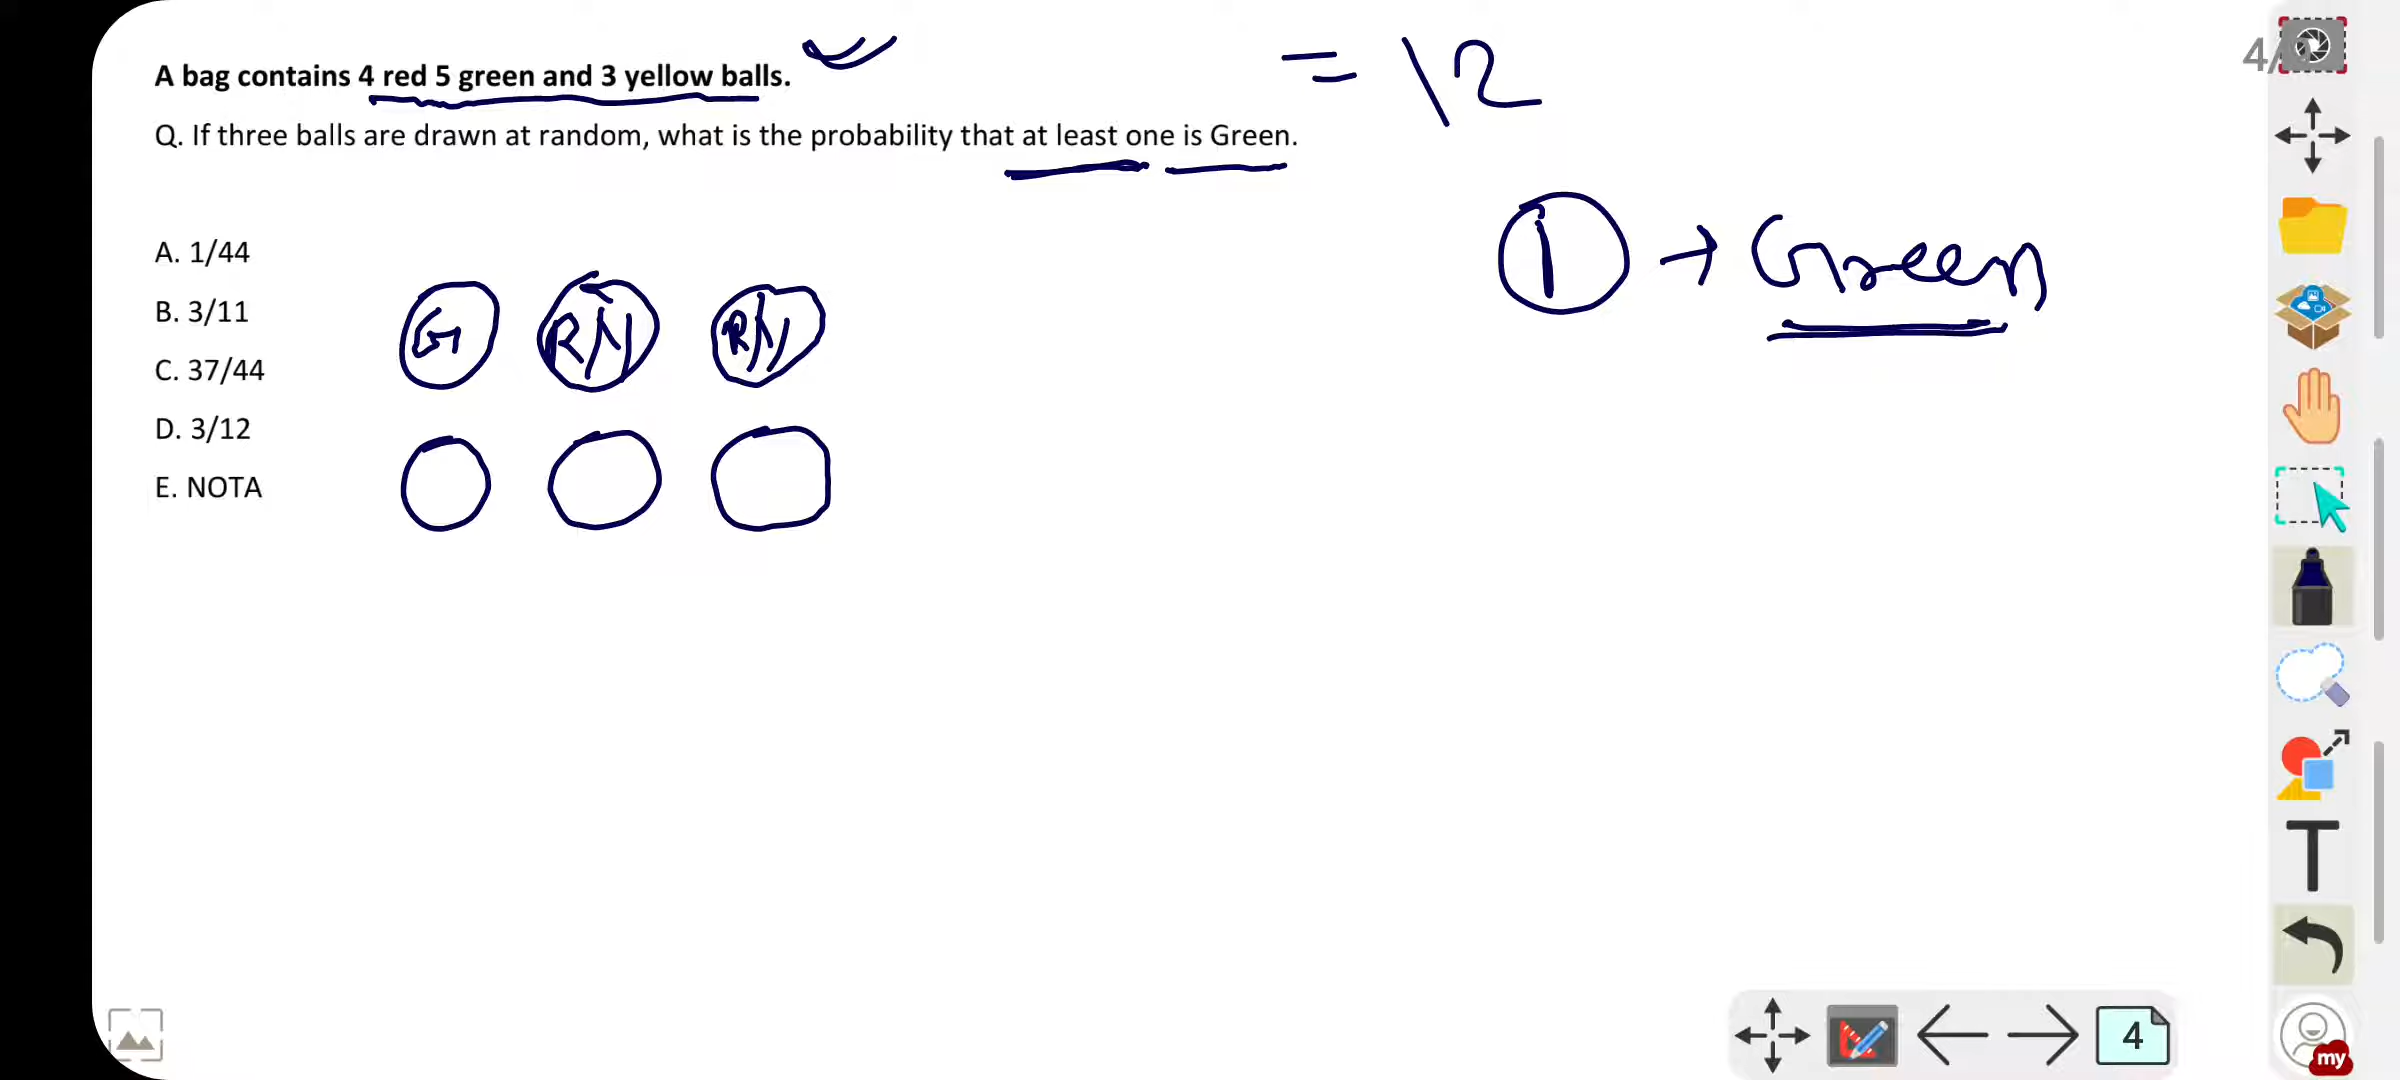 A bag contains 4 red 5 green and 3 yellow balls.
= 12
4/
Q. If three balls are drawn at random, what is the probability that at least one is Green.
1 → Green
A. 1/44
B. 3/11
C. 37/44
D. 3/12
E. NOTA
G
T
4
my